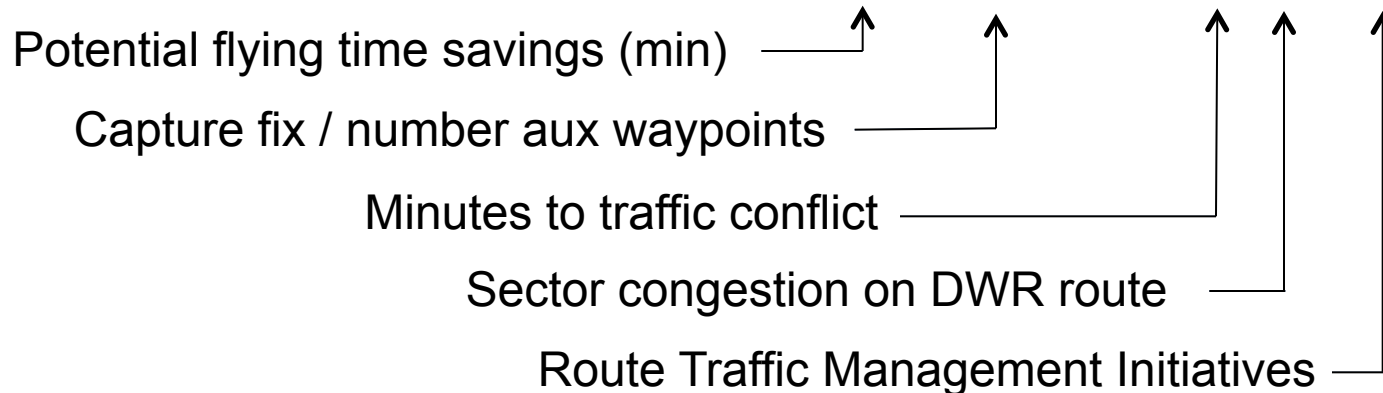 Potential flying time savings (min)
Capture fix / number aux waypoints
Minutes to traffic conflict
Sector congestion on DWR route
Route Traffic Management Initiatives